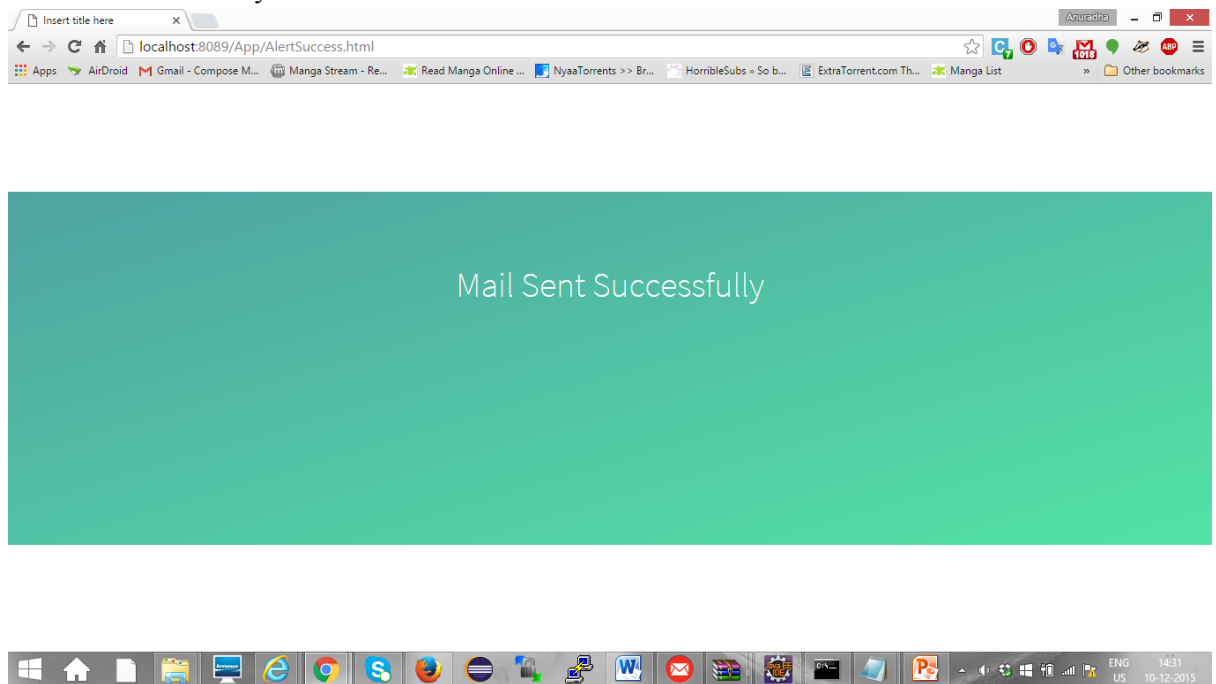 Insert title here
Anuradha
localhost:8089/App/AlertSuccess.html
Apps AirDroid Gmail - Compose M... Manga Stream - Re... Read Manga Online ... NyaaTorrents >> Br... HorribleSubs » So b... ExtraTorrent.com Th... Manga List » Other bookmarks
Mail Sent Successfully
ENG 14:31
US 10-12-2015